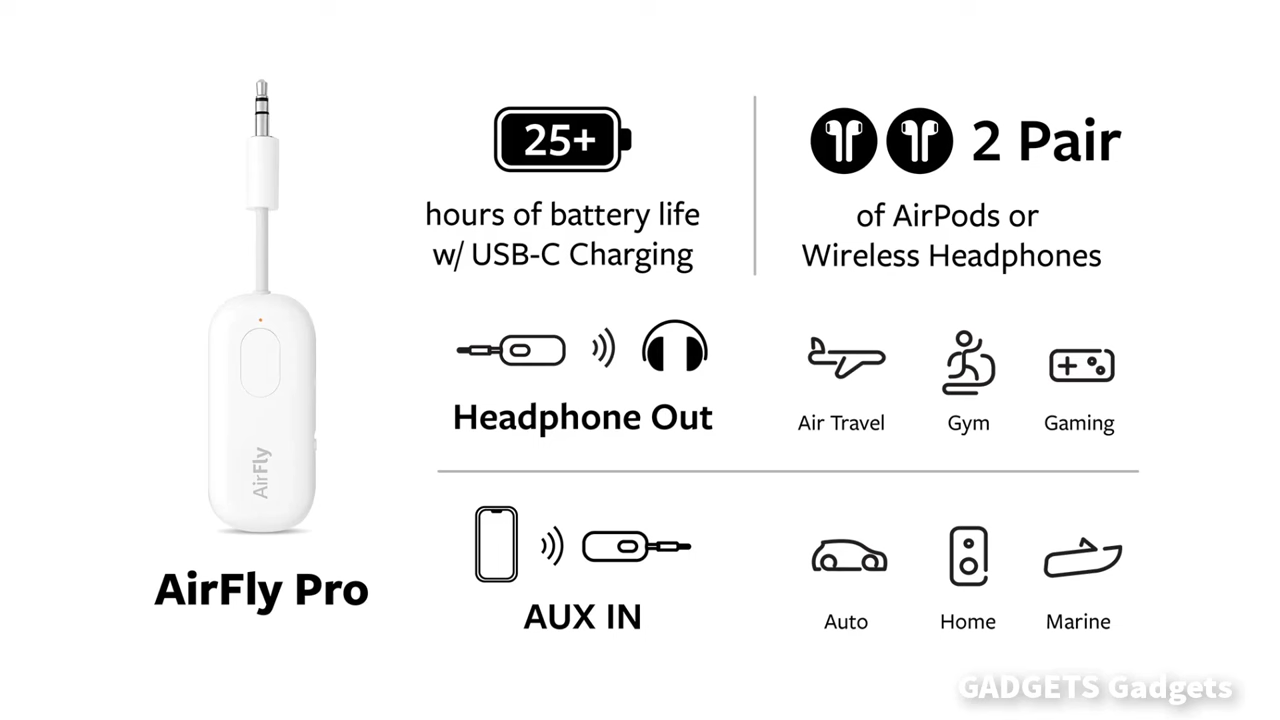 25+
hours of battery life
w/ USB-C Charging
2 Pair
of AirPods or
Wireless Headphones
Headphone Out
Air Travel
Gym
Gaming
AirFly
AirFly Pro
AUX IN
Auto
Home
Marine
GADGETS Gadgets